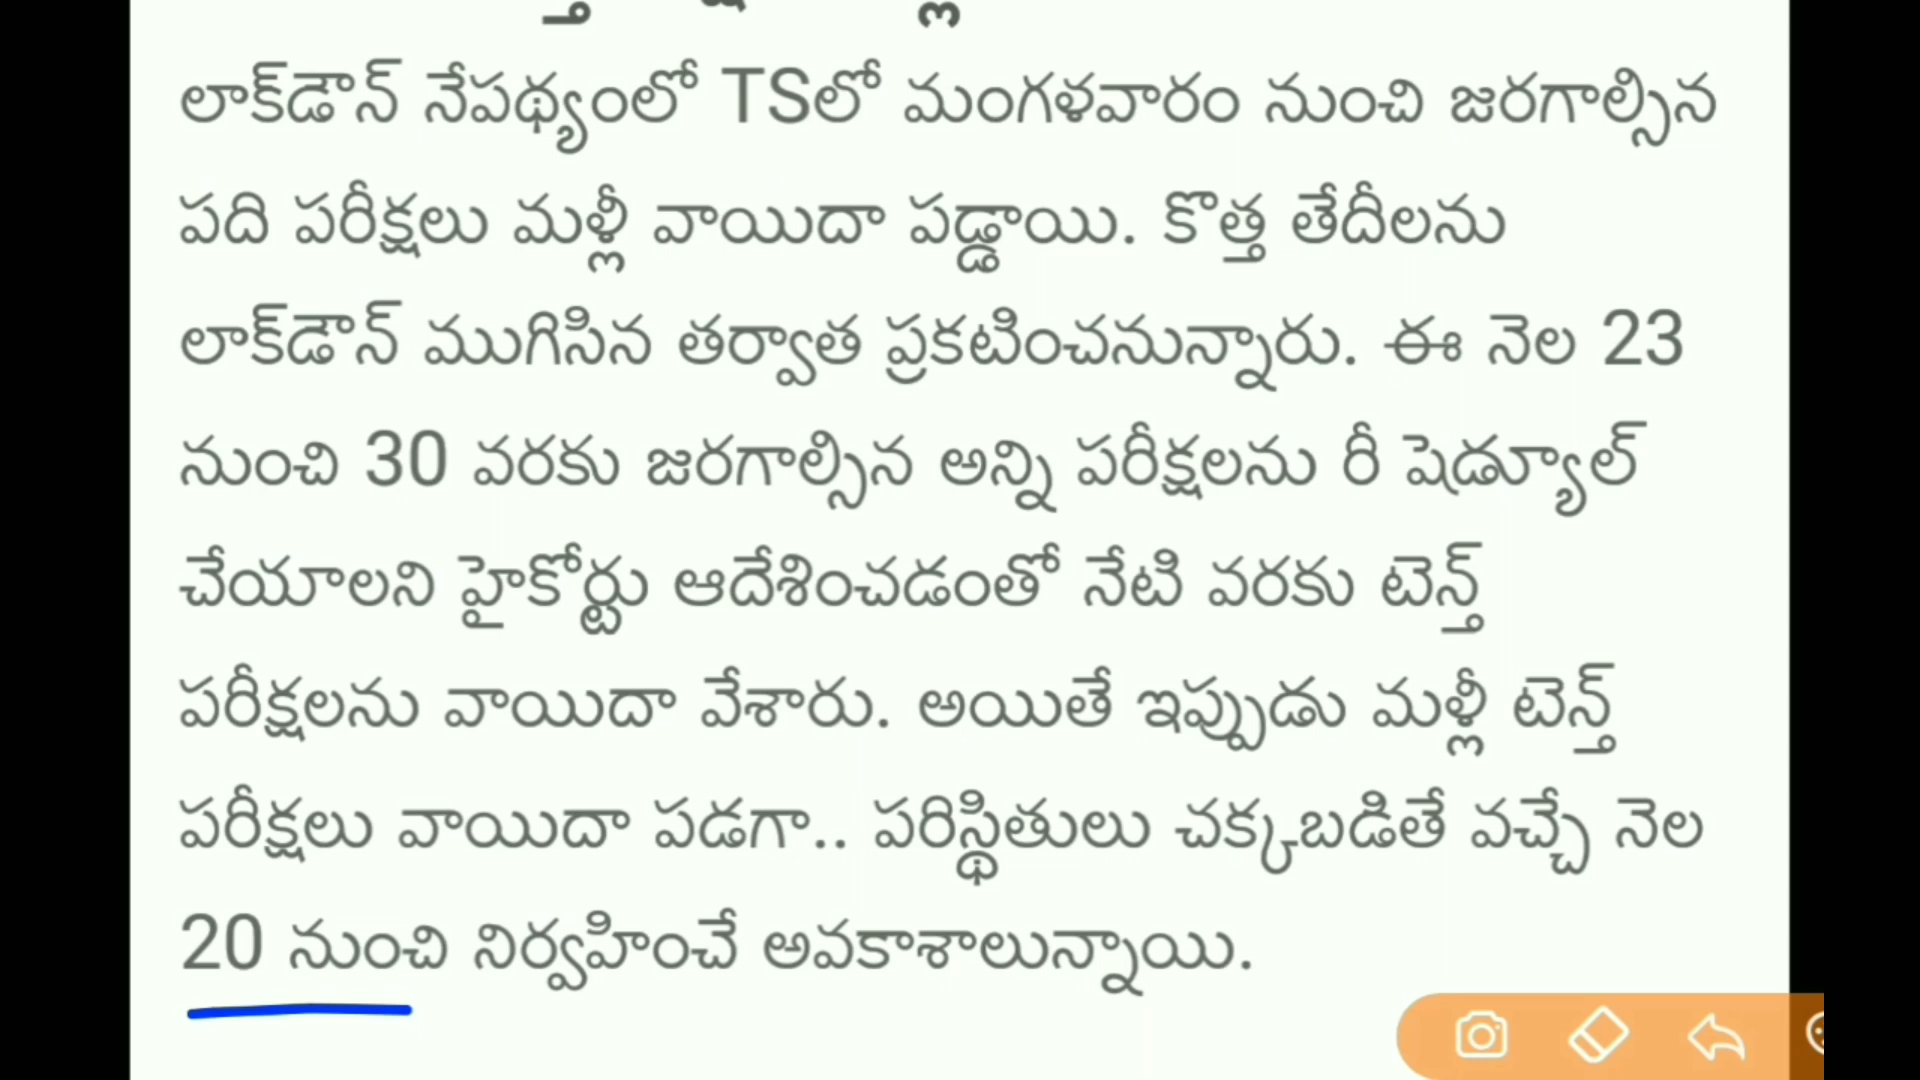 లాక్‌డౌన్ నేపథ్యంలో TSలో మంగళవారం నుంచి జరగాల్సిన
పది పరీక్షలు మళ్లీ వాయిదా పడ్డాయి. కొత్త తేదీలను
లాక్‌డౌన్ ముగిసిన తర్వాత ప్రకటించనున్నారు. ఈ నెల 23
నుంచి 30 వరకు జరగాల్సిన అన్ని పరీక్షలను రీ షెడ్యూల్
చేయాలని హైకోర్టు ఆదేశించడంతో నేటి వరకు టెన్త్
పరీక్షలను వాయిదా వేశారు. అయితే ఇప్పుడు మళ్లీ టెన్త్
పరీక్షలు వాయిదా పడగా.. పరిస్థితులు చక్కబడితే వచ్చే నెల
20 నుంచి నిర్వహించే అవకాశాలున్నాయి.